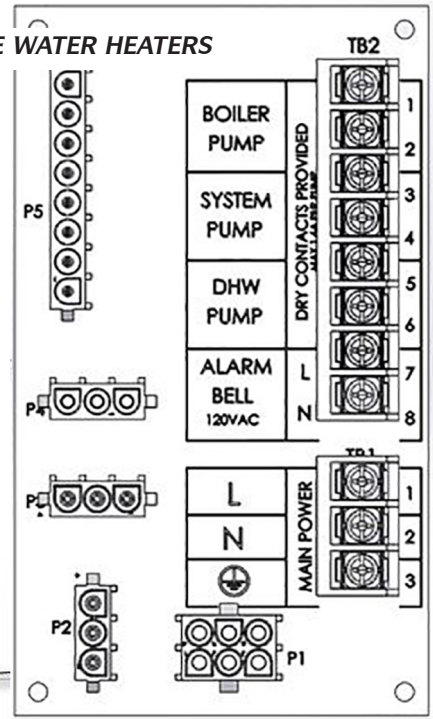 E WATER HEATERS
TB2
BOILER
PUMP
SYSTEM
PUMP
DHW
PUMP
ALARM
BELL
120VAC
DRY CONTACTS PROVIDED
L
N
1
2
3
4
5
6
7
8
P5
P4
TB1
L
N
MAIN POWER
1
2
3
P2
P1